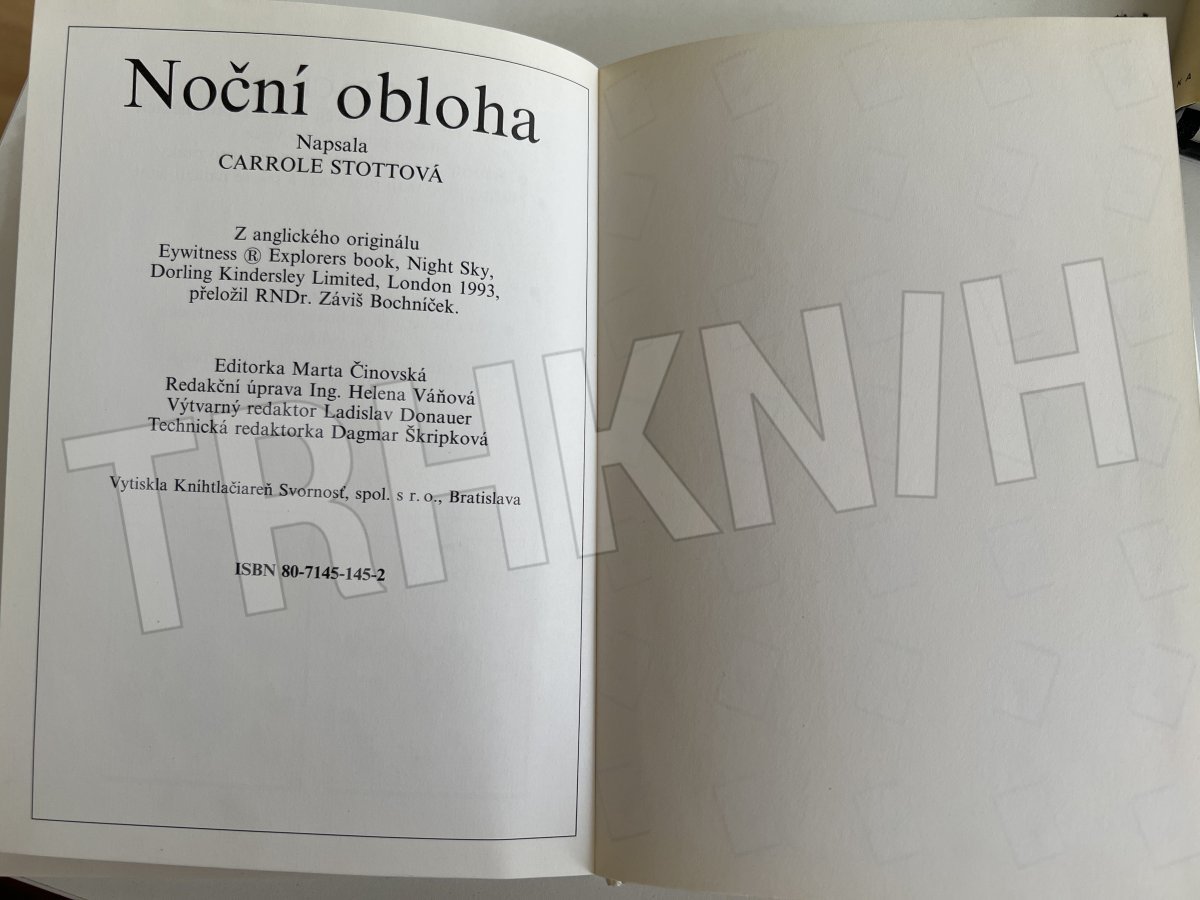 Noční obloha
Napsala
CARROLE STOTTOVÁ
Z anglického originálu
Eywitness ® Explorers book, Night Sky,
Dorling Kindersley Limited, London 1993,
přeložil RNDr. Záviš Bochníček.
Editorka Marta Činovská
Redakční úprava Ing. Helena Váňová
Výtvarný redaktor Ladislav Donauer
Technická redaktorka Dagmar Škripková
Vytiskla Kníhtlačiareň Svornosť, spol. s r. o., Bratislava
ISBN 80-7145-145-2
TRHKNIH